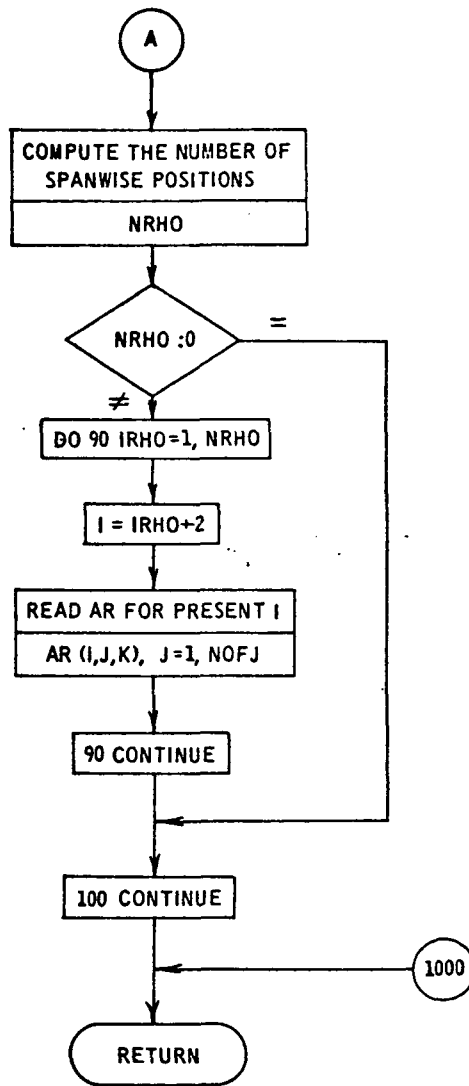 A
COMPUTE THE NUMBER OF
SPANWISE POSITIONS
NRHO
NRHO :0
=
≠
DO 90 IRHO=1, NRHO
I = IRHO+2
READ AR FOR PRESENT I
AR (I,J,K), J=1, NOFJ
90 CONTINUE
100 CONTINUE
1000
RETURN